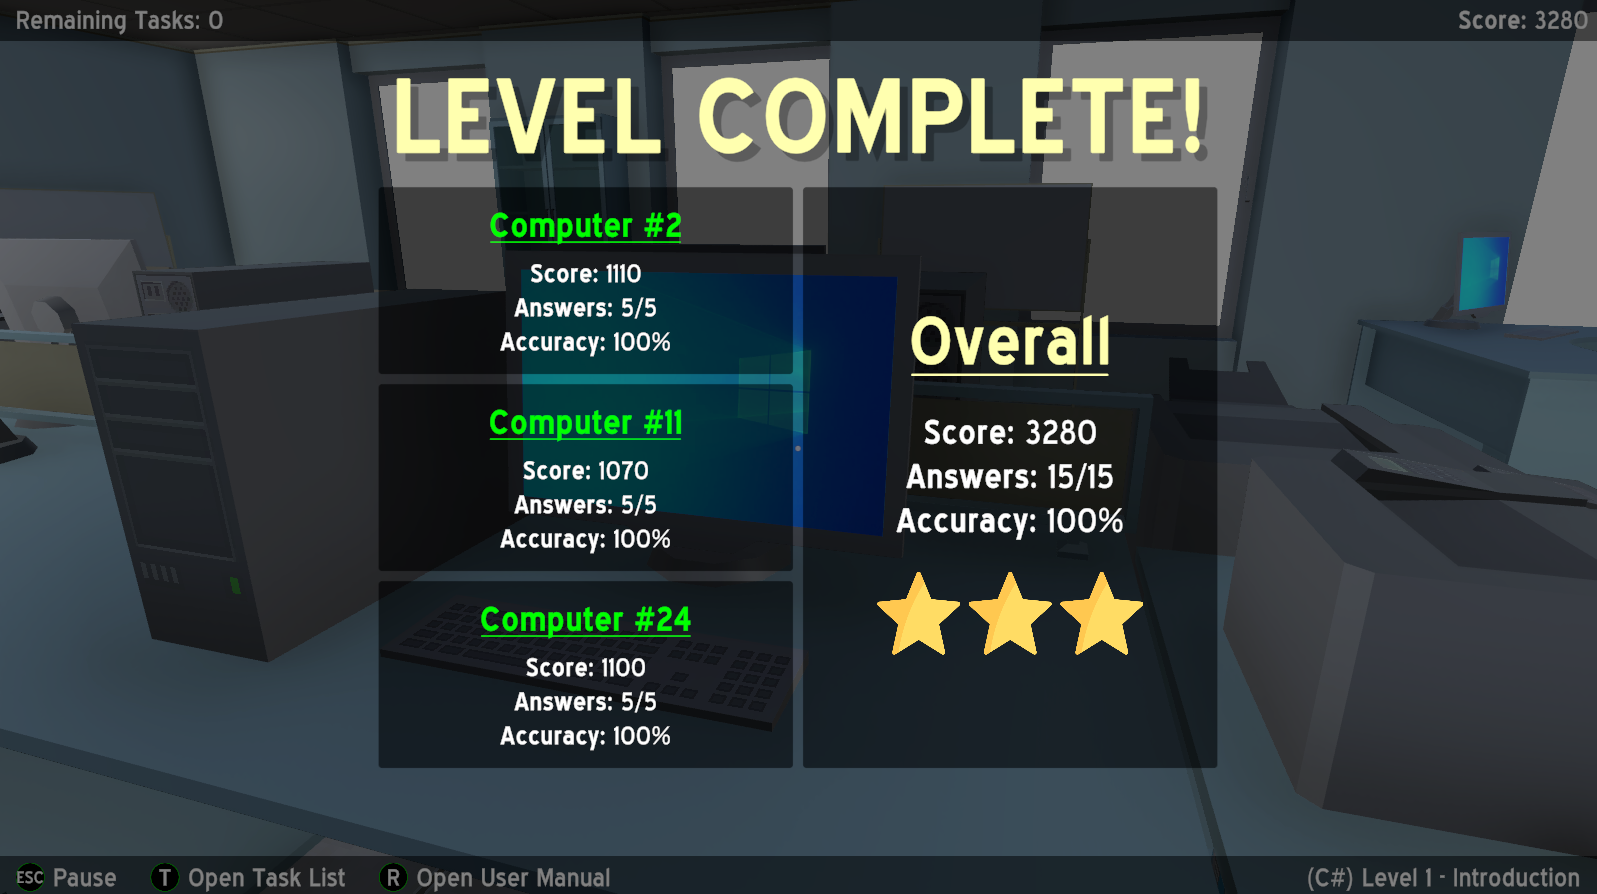 Remaining Tasks: 0
Score: 3280
LEVEL COMPLETE!
Computer #2
Score: 1110
Answers: 5/5
Accuracy: 100%
Computer #11
Score: 1070
Answers: 5/5
Accuracy: 100%
Computer #24
Score: 1100
Answers: 5/5
Accuracy: 100%
Overall
Score: 3280
Answers: 15/15
Accuracy: 100%
ESC Pause
T Open Task List
R Open User Manual
(C#) Level 1 - Introduction